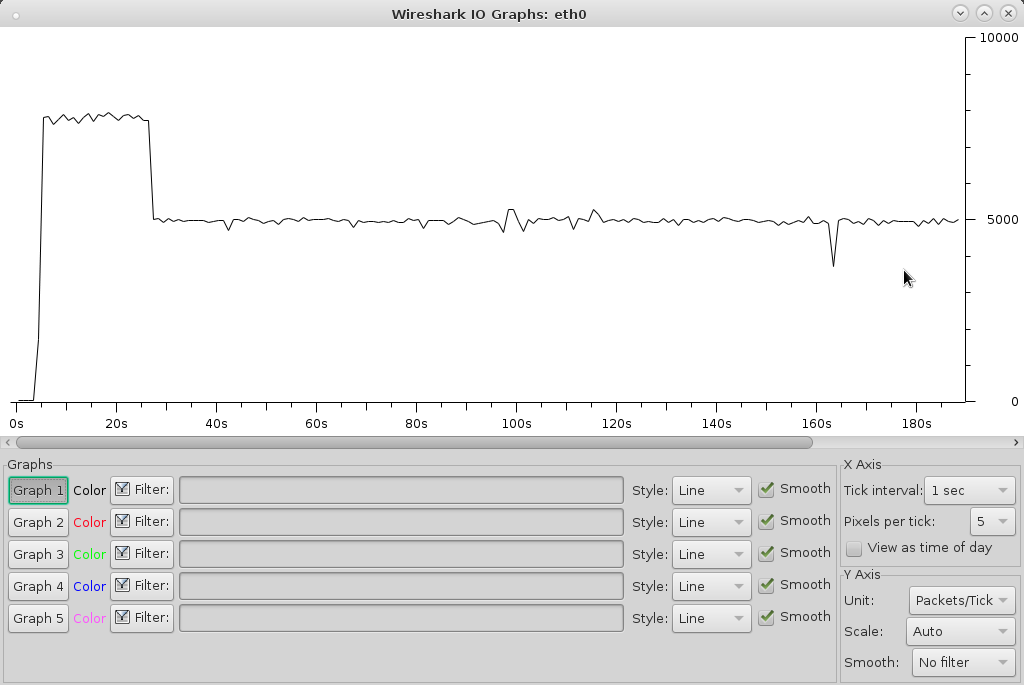 Wireshark IO Graphs: eth0
10000
5000
0
0s 20s 40s 60s 80s 100s 120s 140s 160s 180s
Graphs
Graph 1 Color Filter: Style: Line Smooth
Graph 2 Color Filter: Style: Line Smooth
Graph 3 Color Filter: Style: Line Smooth
Graph 4 Color Filter: Style: Line Smooth
Graph 5 Color Filter: Style: Line Smooth
X Axis
Tick interval: 1 sec
Pixels per tick: 5
View as time of day
Y Axis
Unit: Packets/Tick
Scale: Auto
Smooth: No filter